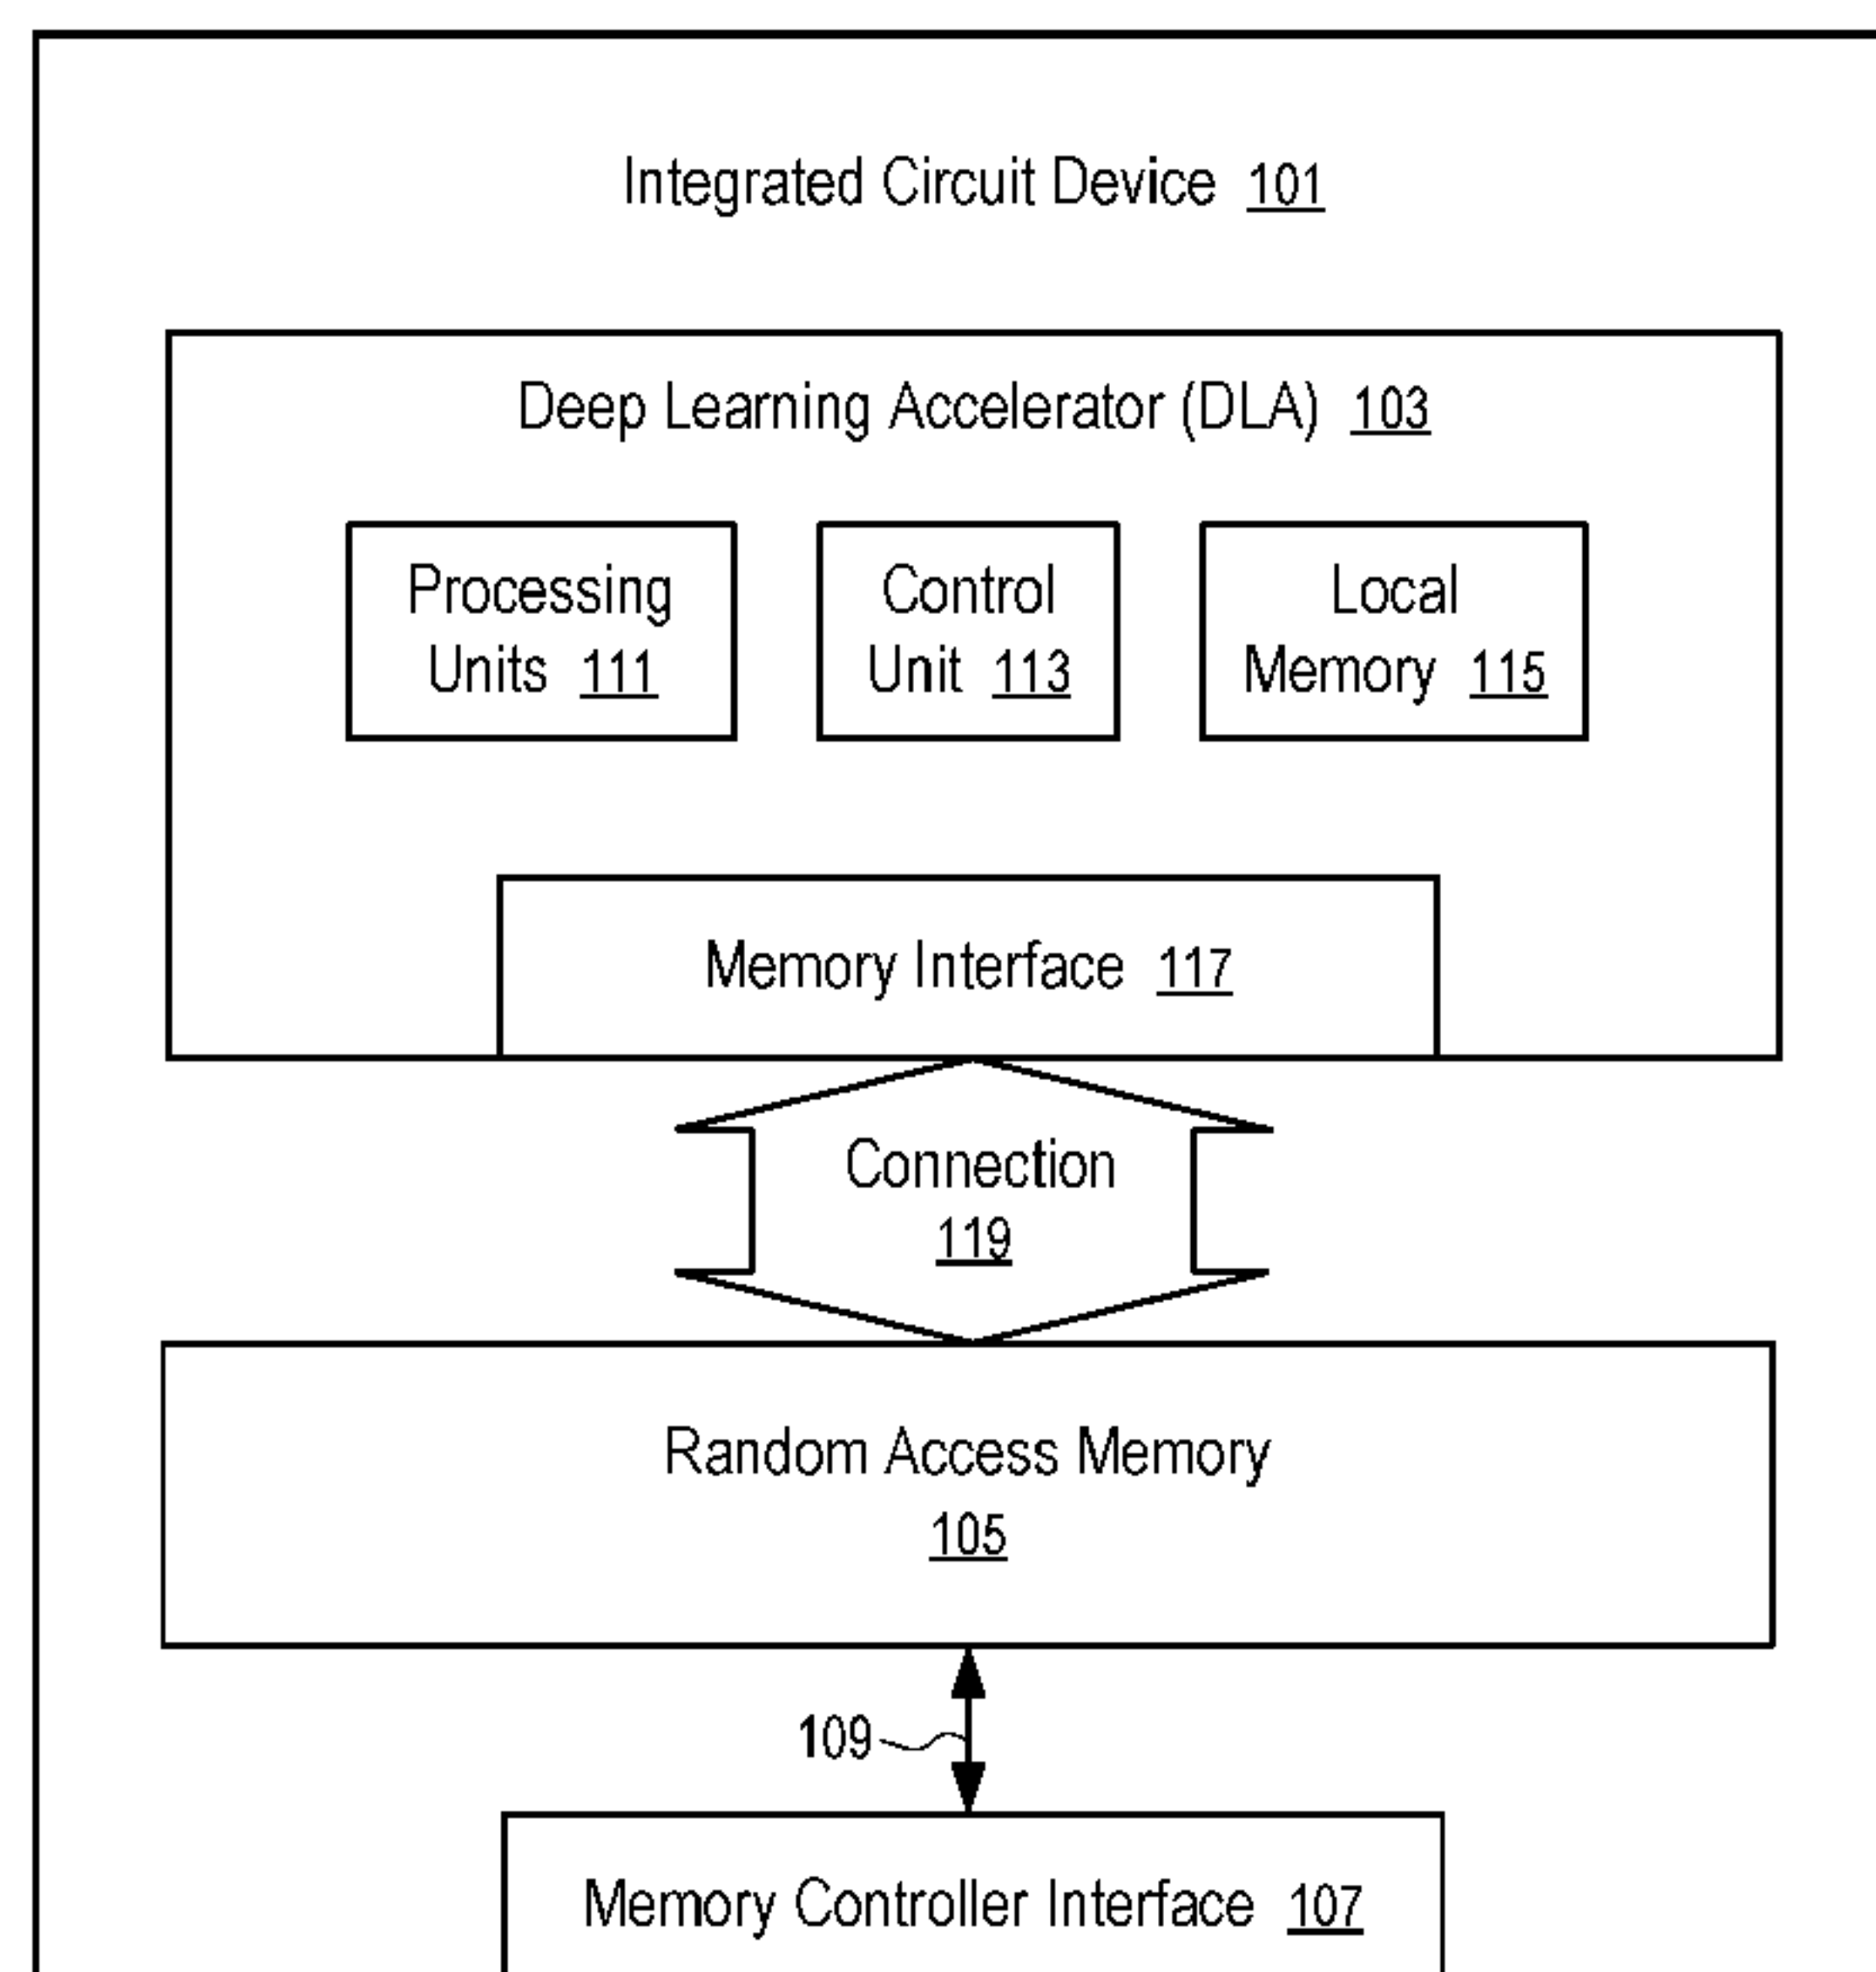 Integrated Circuit Device 101
Deep Learning Accelerator (DLA) 103
Processing
Units 111
Control
Unit 113
Local
Memory 115
Memory Interface 117
Connection
119
Random Access Memory
105
109
Memory Controller Interface 107